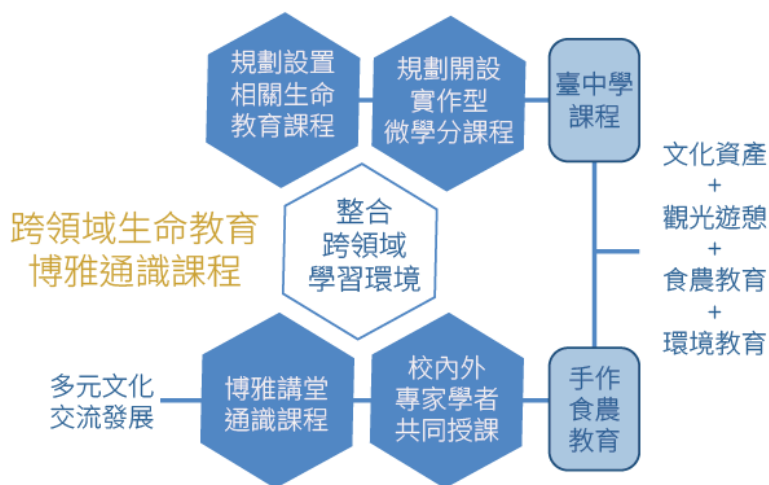 規劃設置
相關生命
教育課程
規劃開設
實作型
微學分課程
臺中學
課程
文化資產
+
觀光遊憩
+
食農教育
+
環境教育
跨領域生命教育
博雅通識課程
整合
跨領域
學習環境
多元文化
交流發展
博雅講堂
通識課程
校內外
專家學者
共同授課
手作
食農
教育